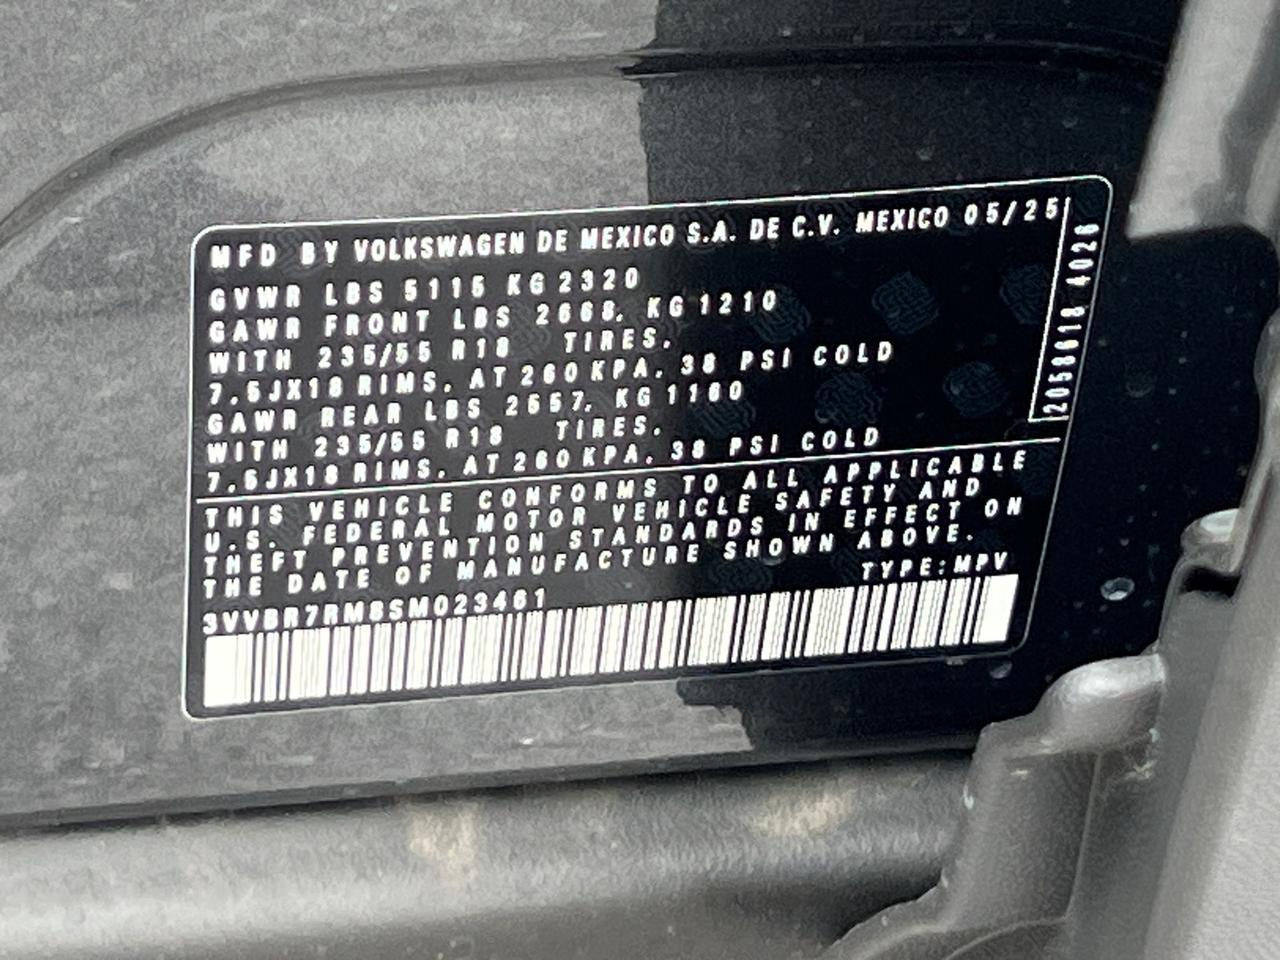 MFD BY VOLKSWAGEN DE MEXICO S.A. DE C.V. MEXICO 05/25
GVWR LBS 5115 KG 2320
GAWR FRONT LBS 2668. KG 1210
WITH 235/55 R18 TIRES.
7.5JX18 RIMS. AT 260 KPA. 38 PSI COLD
GAWR REAR LBS 2557. KG 1160
WITH 235/55 R18 TIRES.
7.5JX18 RIMS. AT 260 KPA. 38 PSI COLD
THIS VEHICLE CONFORMS TO ALL APPLICABLE
U.S. FEDERAL MOTOR VEHICLE SAFETY AND
THEFT PREVENTION STANDARDS IN EFFECT ON
THE DATE OF MANUFACTURE SHOWN ABOVE.
TYPE:MPV
3VVBR7RM8SM023461
2058618 4026